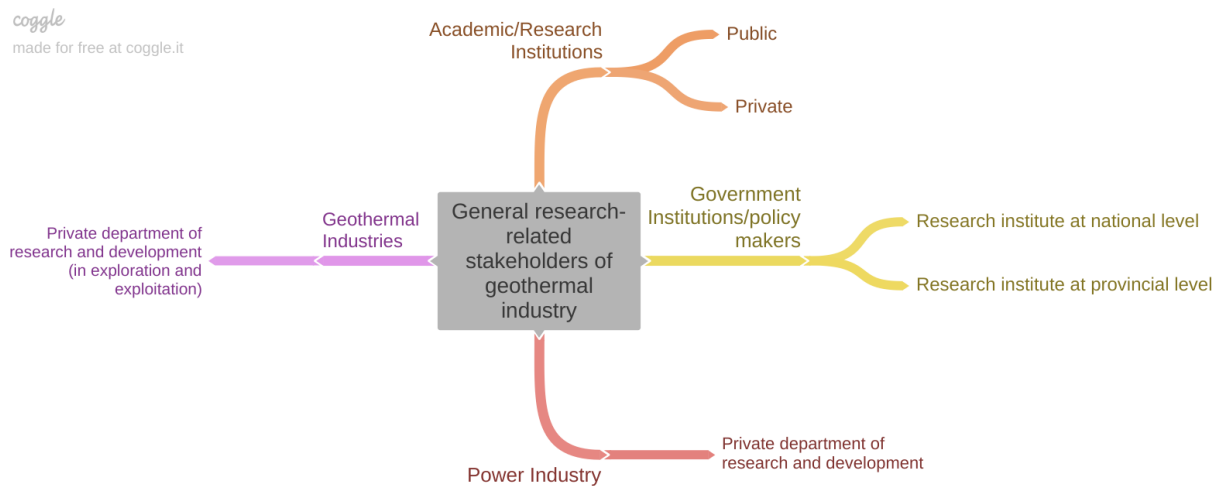 coggle
made for free at coggle.it
Academic/Research
Institutions
Public
Private
General research-
related
stakeholders of
geothermal
industry
Government
Institutions/policy
makers
Research institute at national level
Research institute at provincial level
Geothermal
Industries
Private department of
research and development
(in exploration and
exploitation)
Power Industry
Private department of
research and development